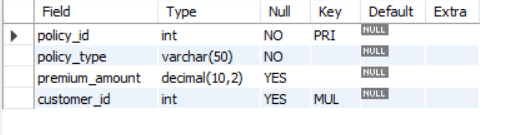 Field Type Null Key Default Extra
policy_id int NO PRI NULL
policy_type varchar(50) NO NULL
premium_amount decimal(10,2) YES NULL
customer_id int YES MUL NULL